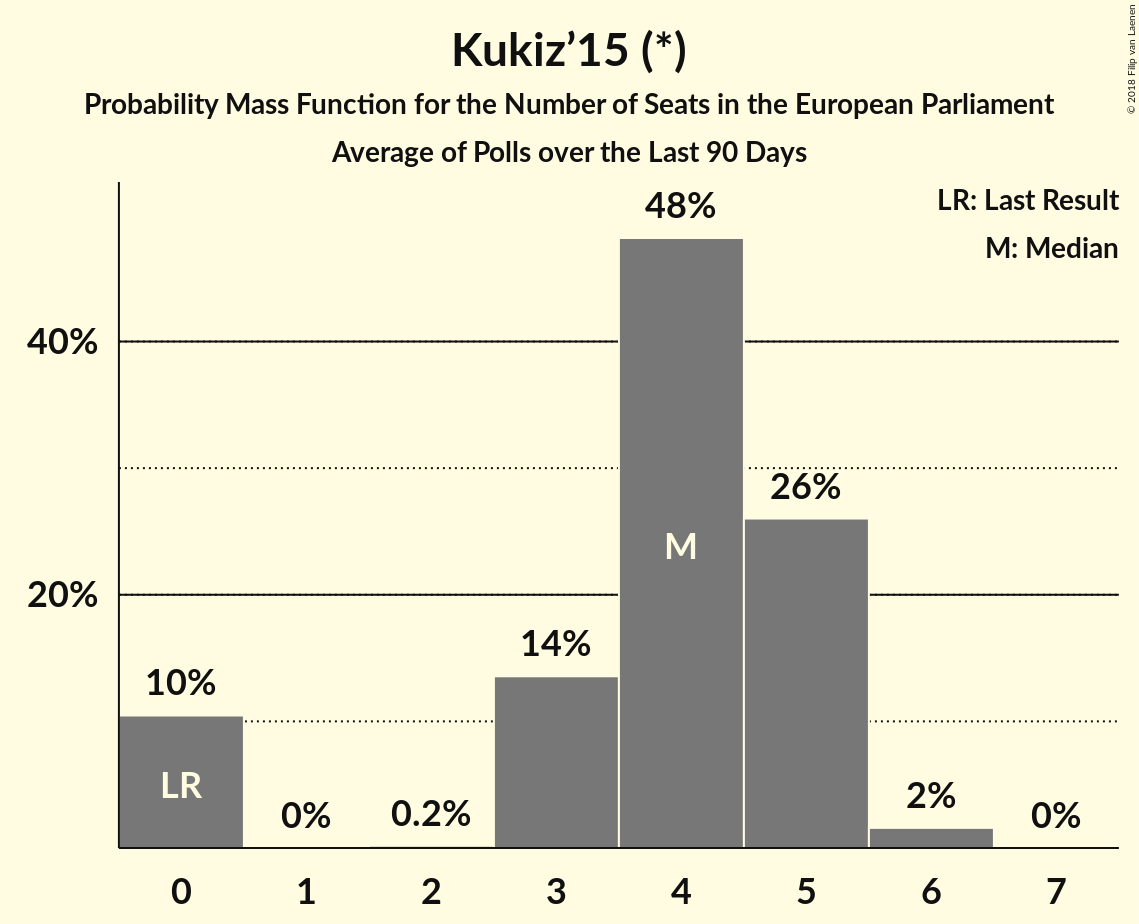 Kukiz’15 (*)
Probability Mass Function for the Number of Seats in the European Parliament
Average of Polls over the Last 90 Days
© 2018 Filip van Laenen
LR: Last Result
M: Median
48%
40%
26%
M
20%
14%
10%
LR
0%
0.2%
2%
0%
0 1 2 3 4 5 6 7